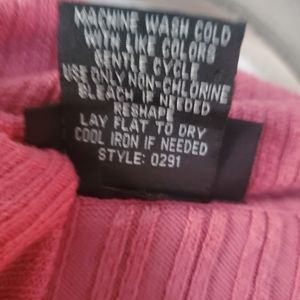 MACHINE WASH COLD
WITH LIKE COLORS
GENTLE CYCLE
USE ONLY NON-CHLORINE
BLEACH IF NEEDED
RESHAPE
LAY FLAT TO DRY
COOL IRON IF NEEDED
STYLE: 0291